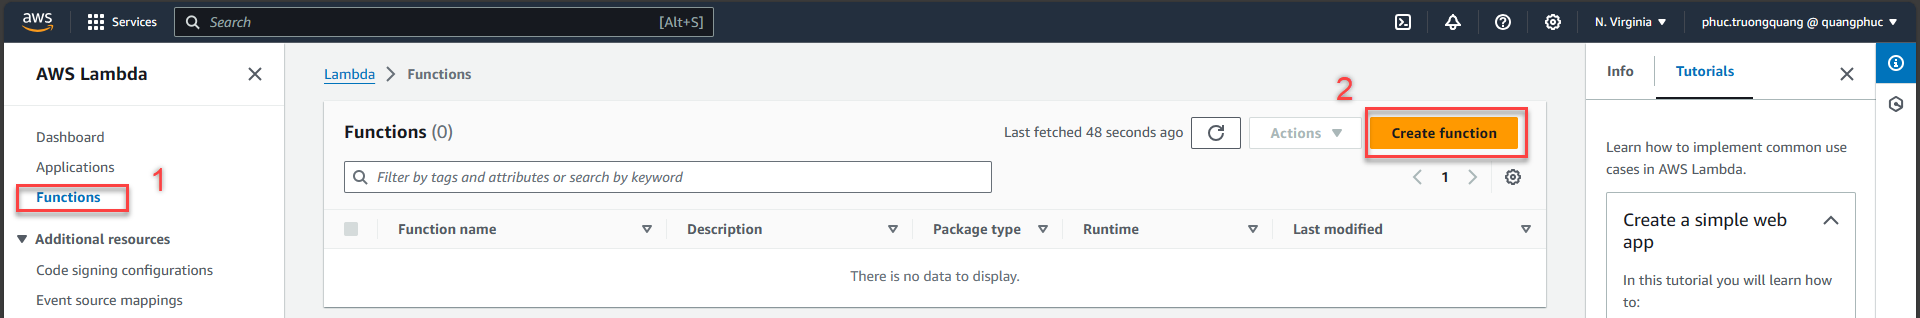 aws Services Search [Alt+S] N. Virginia phuc.truongquang @ quangphuc
AWS Lambda
Dashboard
Applications
Functions
1
Additional resources
Code signing configurations
Event source mappings
Lambda Functions
2
Functions (0) Last fetched 48 seconds ago Actions Create function
Filter by tags and attributes or search by keyword 1
Function name Description Package type Runtime Last modified
There is no data to display.
Info Tutorials
Learn how to implement common use
cases in AWS Lambda.
Create a simple web
app
In this tutorial you will learn how
to: